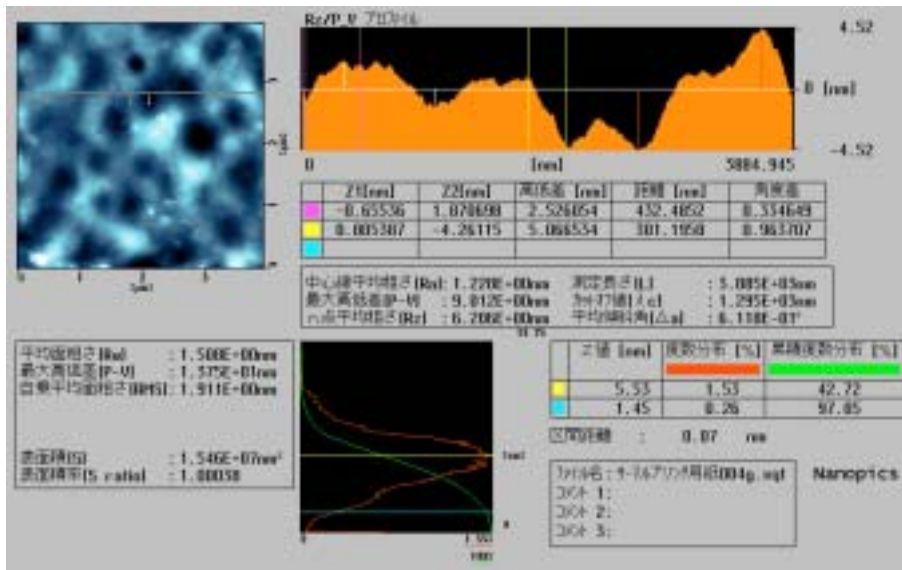 Rz/P_V プロファイル
4.52
0 [nm]
-4.52
0 [nm] 3884.945
Z1[nm] Z2[nm] 高低差 [nm] 距離 [nm] 角度差
-0.65536 1.870698 2.526054 432.4852 0.334649
0.805387 -4.26115 5.066534 301.1950 0.963707
中心線平均粗さ(Ra): 1.220E+00nm 測定長さ(L)
最大高低差(P-V) : 9.012E+00nm カットオフ値(λc) : 1.295E+03nm
n点平均粗さ(Rz) : 6.206E+00nm 平均傾斜角(Δa) : 6.118E-01°
平均面粗さ(Ra) : 1.508E+00nm
最大高低差(P-V) : 1.375E+01nm
自乗平均面粗さ(RMS): 1.911E+00nm
表面積(S) : 1.546E+07nm²
表面積率(S ratio) : 1.00058
Z値 [nm] 度数分布 [%] 累積度数分布 [%]
5.53 1.53 42.72
1.45 0.26 97.05
区間距離 : 0.07 nm
[nm]
0
ファイル名 :
コメント 1:
コメント 2:
コメント 3:
Nanopics